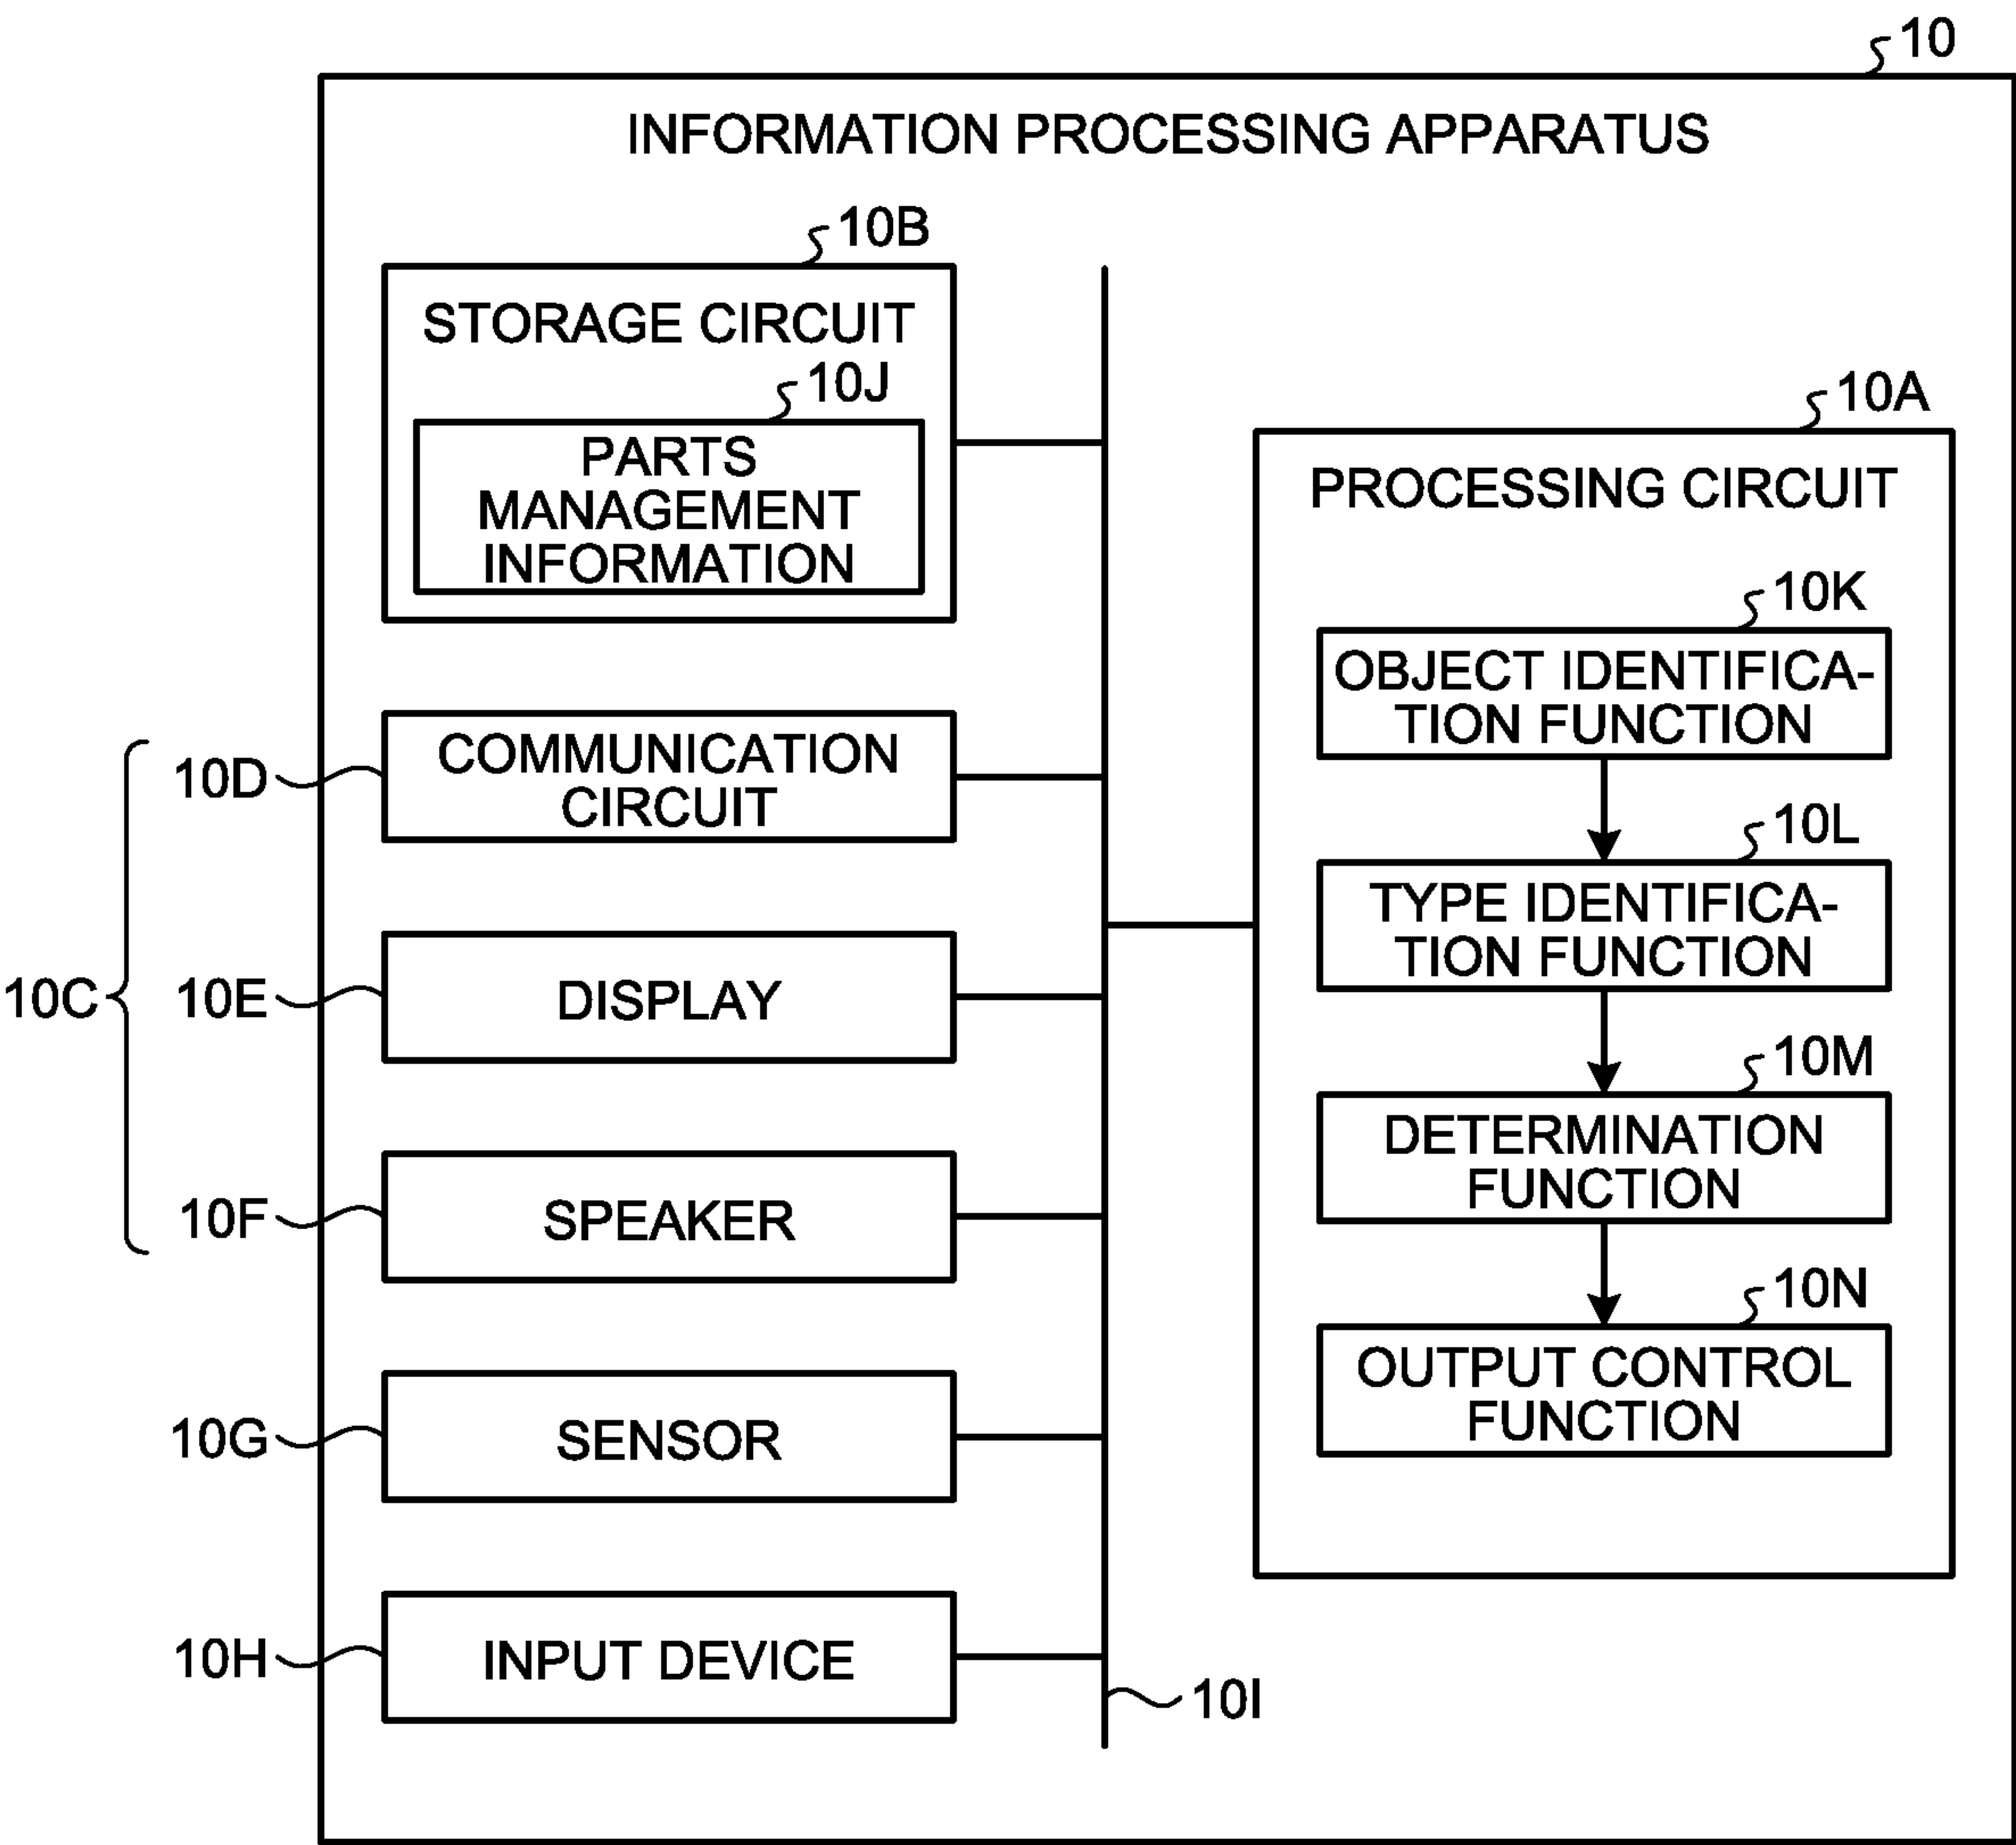 10
INFORMATION PROCESSING APPARATUS
10B
STORAGE CIRCUIT
10J
PARTS
MANAGEMENT
INFORMATION
10C
10D
COMMUNICATION
CIRCUIT
10E
DISPLAY
10F
SPEAKER
10G
SENSOR
10H
INPUT DEVICE
10I
10A
PROCESSING CIRCUIT
10K
OBJECT IDENTIFICA-
TION FUNCTION
10L
TYPE IDENTIFICA-
TION FUNCTION
10M
DETERMINATION
FUNCTION
10N
OUTPUT CONTROL
FUNCTION